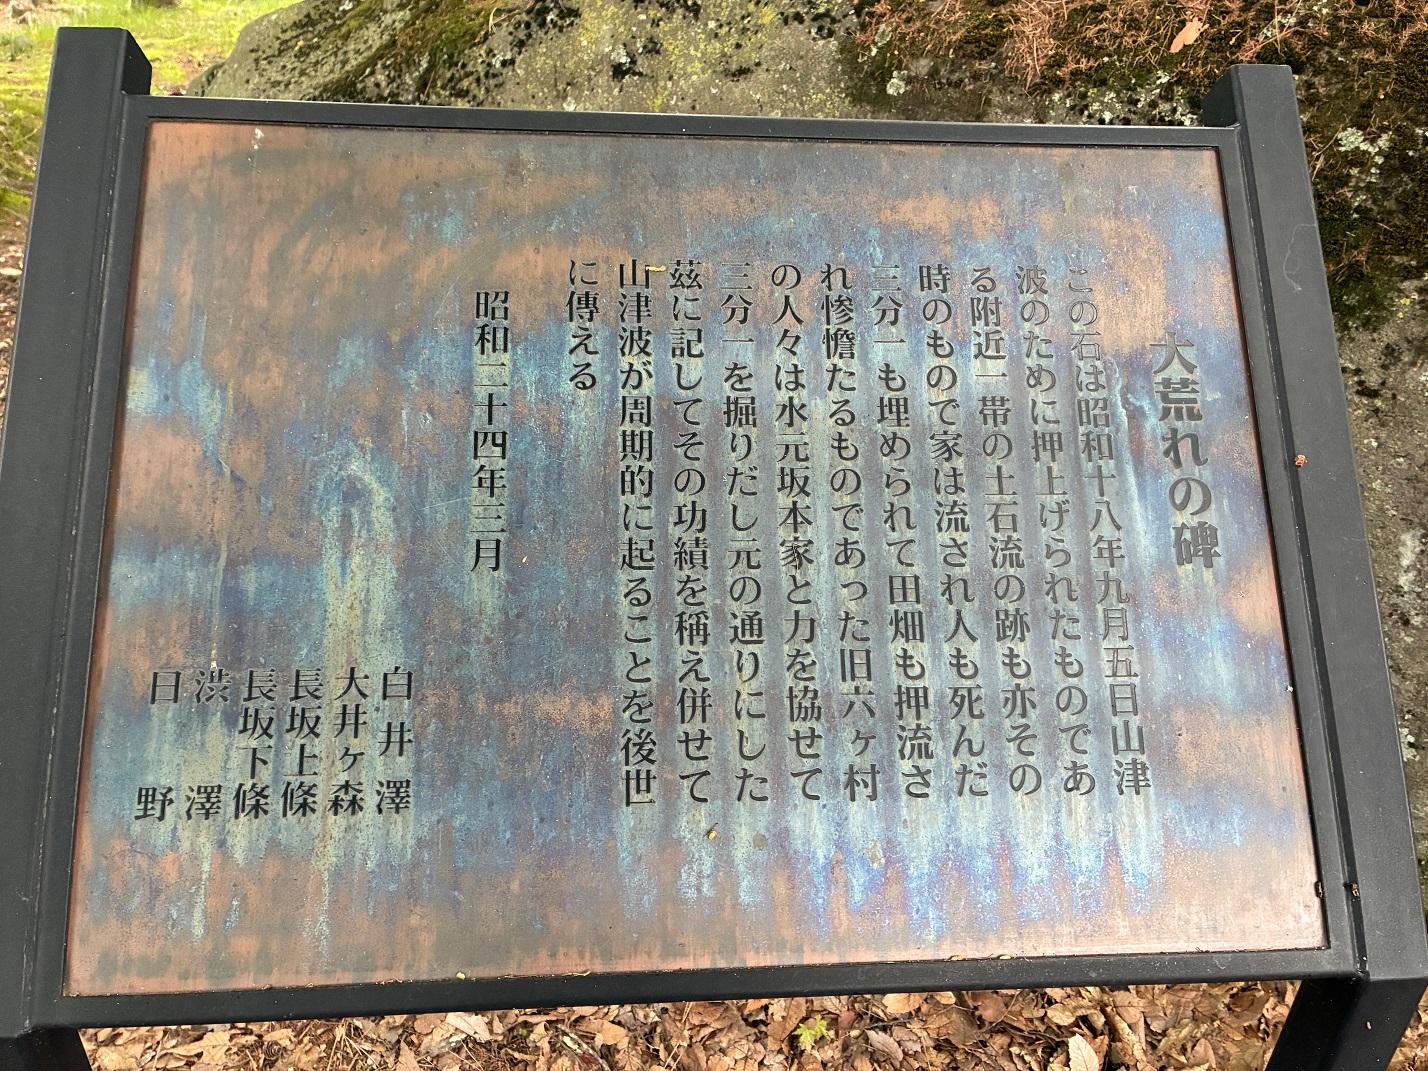 大荒れの碑
この石は昭和十八年九月五日山津
波のために押上げられたものであ
る附近一帯の土石流の跡も亦その
時のもので家は流され人も死んだ
三分一も埋められて田畑も押流さ
れ惨憺たるものであった旧六ヶ村
の人々は水元坂本家と力を協せて
三分一を掘りだし元の通りにした
茲に記してその功績を稱え併せて
山津波が周期的に起ることを後世
に傳える
昭和二十四年三月
白井澤
大井ヶ森
長坂上條
長坂下條
渋澤
日野